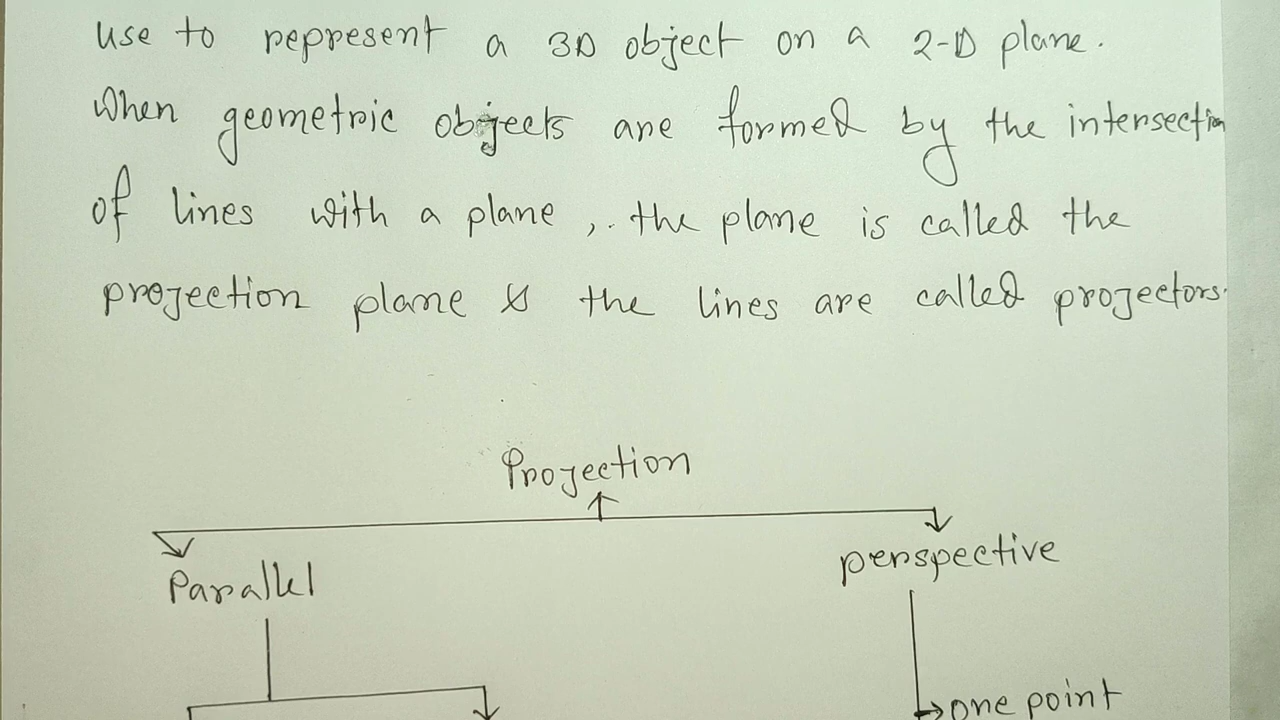 use to represent a 3D object on a 2-D plane.
When geometric objects are formed by the intersection
of lines with a plane, the plane is called the
projection plane & the lines are called projectors.
Projection
Parallel
perspective
one point